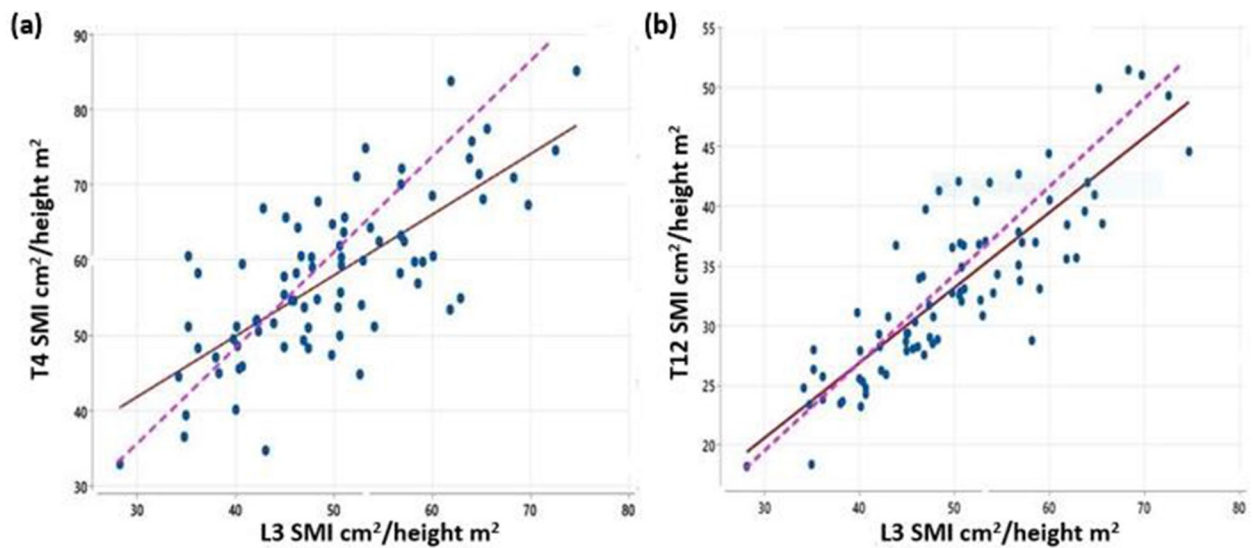 (a)
90
80
70
60
50
40
30
T4 SMI cm²/height m²
30 40 50 60 70 80
L3 SMI cm²/height m²
(b)
55
50
45
40
35
30
25
20
T12 SMI cm²/height m²
30 40 50 60 70 80
L3 SMI cm²/height m²